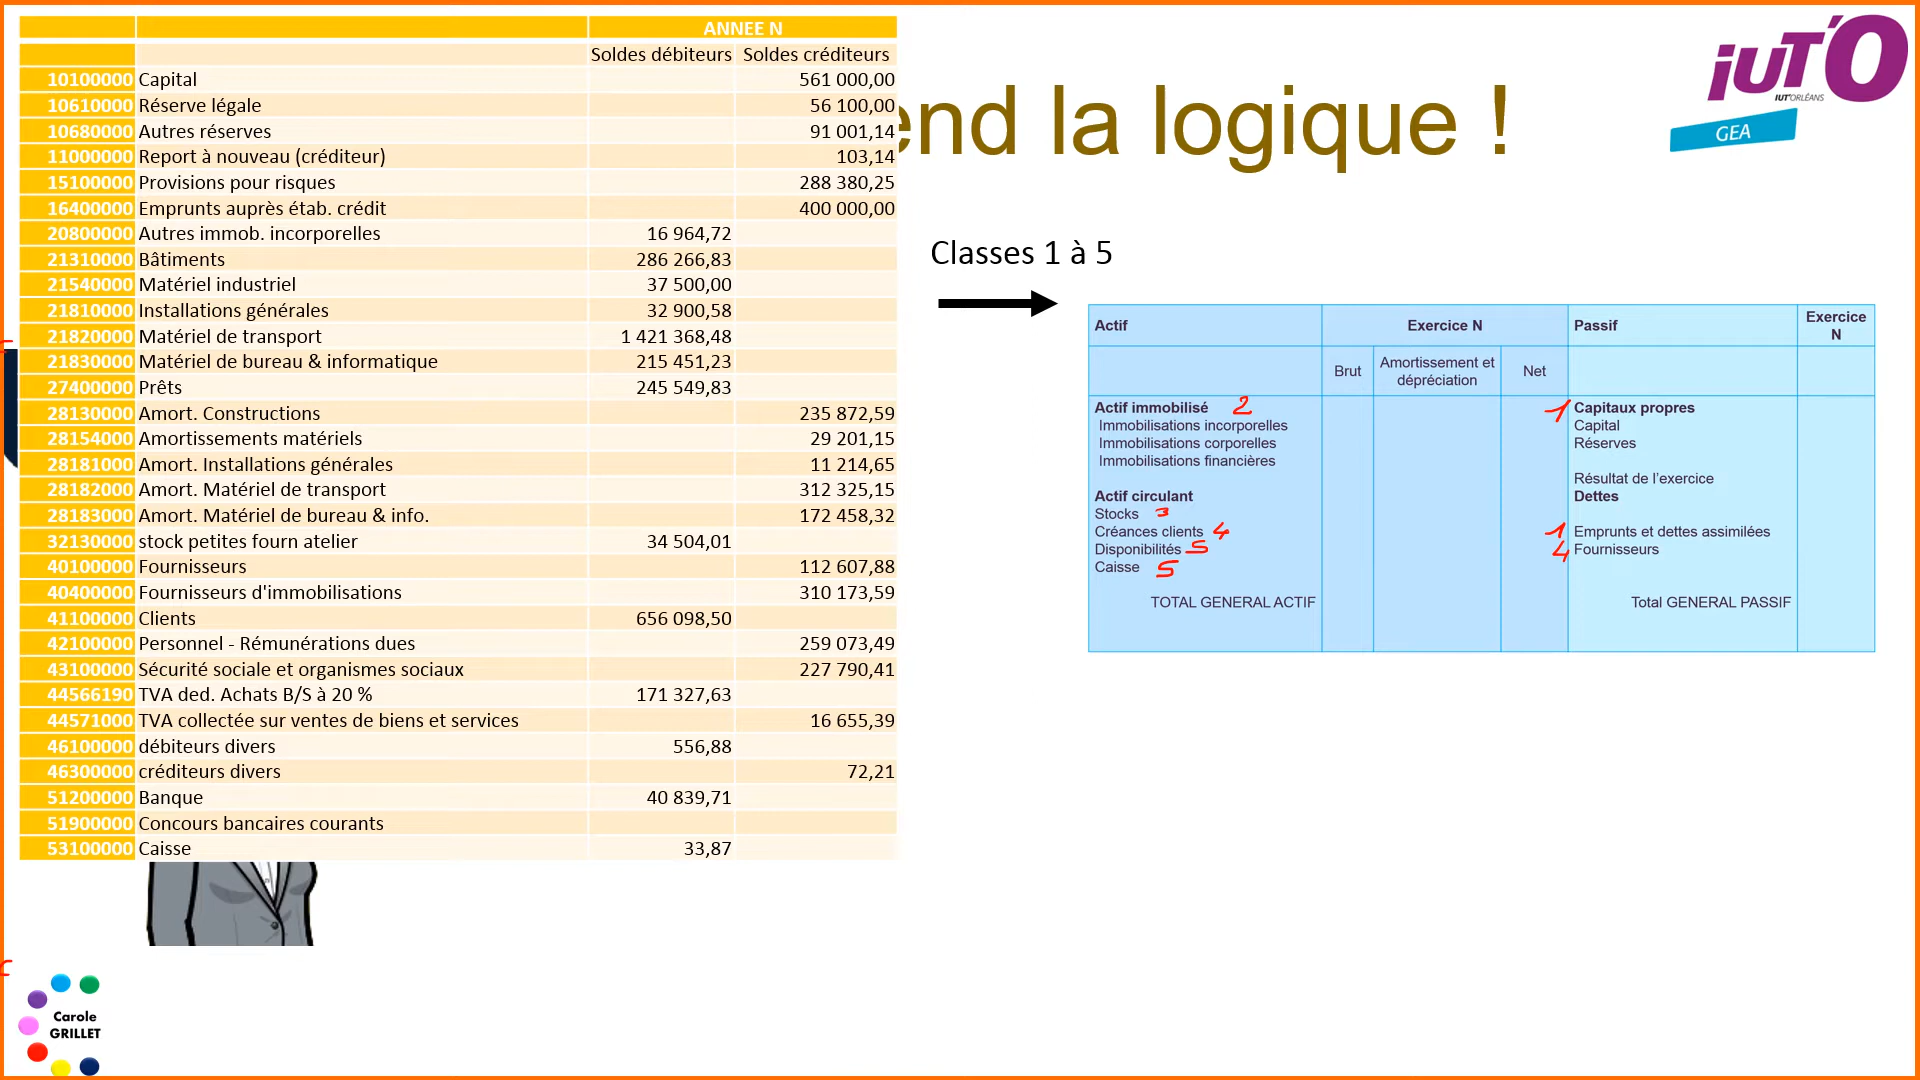 ANNEE N
Soldes débiteurs Soldes créditeurs
10100000 Capital 561 000,00
10610000 Réserve légale 56 100,00
10680000 Autres réserves 91 001,14
11000000 Report à nouveau (créditeur) 103,14
15100000 Provisions pour risques 288 380,25
16400000 Emprunts auprès étab. crédit 400 000,00
20800000 Autres immob. incorporelles 16 964,72
21310000 Bâtiments 286 266,83
21540000 Matériel industriel 37 500,00
21810000 Installations générales 32 900,58
21820000 Matériel de transport 1 421 368,48
21830000 Matériel de bureau & informatique 215 451,23
27400000 Prêts 245 549,83
28130000 Amort. Constructions 235 872,59
28154000 Amortissements matériels 29 201,15
28181000 Amort. Installations générales 11 214,65
28182000 Amort. Matériel de transport 312 325,15
28183000 Amort. Matériel de bureau & info. 172 458,32
32130000 stock petites fourn atelier 34 504,01
40100000 Fournisseurs 112 607,88
40400000 Fournisseurs d'immobilisations 310 173,59
41100000 Clients 656 098,50
42100000 Personnel - Rémunérations dues 259 073,49
43100000 Sécurité sociale et organismes sociaux 227 790,41
44566190 TVA ded. Achats B/S à 20 % 171 327,63
44571000 TVA collectée sur ventes de biens et services 16 655,39
46100000 débiteurs divers 556,88
46300000 créditeurs divers 72,21
51200000 Banque 40 839,71
51900000 Concours bancaires courants
53100000 Caisse 33,87
end la logique !
iUT'O
IUT'ORLÉANS
GEA
Classes 1 à 5
Actif Exercice N Passif Exercice N
Brut Amortissement et dépréciation Net
Actif immobilisé 2 1 Capitaux propres
Immobilisations incorporelles Capital
Immobilisations corporelles Réserves
Immobilisations financières
Résultat de l'exercice
Actif circulant Dettes
Stocks 3
Créances clients 4 1 Emprunts et dettes assimilées
Disponibilités 5 4 Fournisseurs
Caisse 5
TOTAL GENERAL ACTIF Total GENERAL PASSIF
Carole
GRILLET